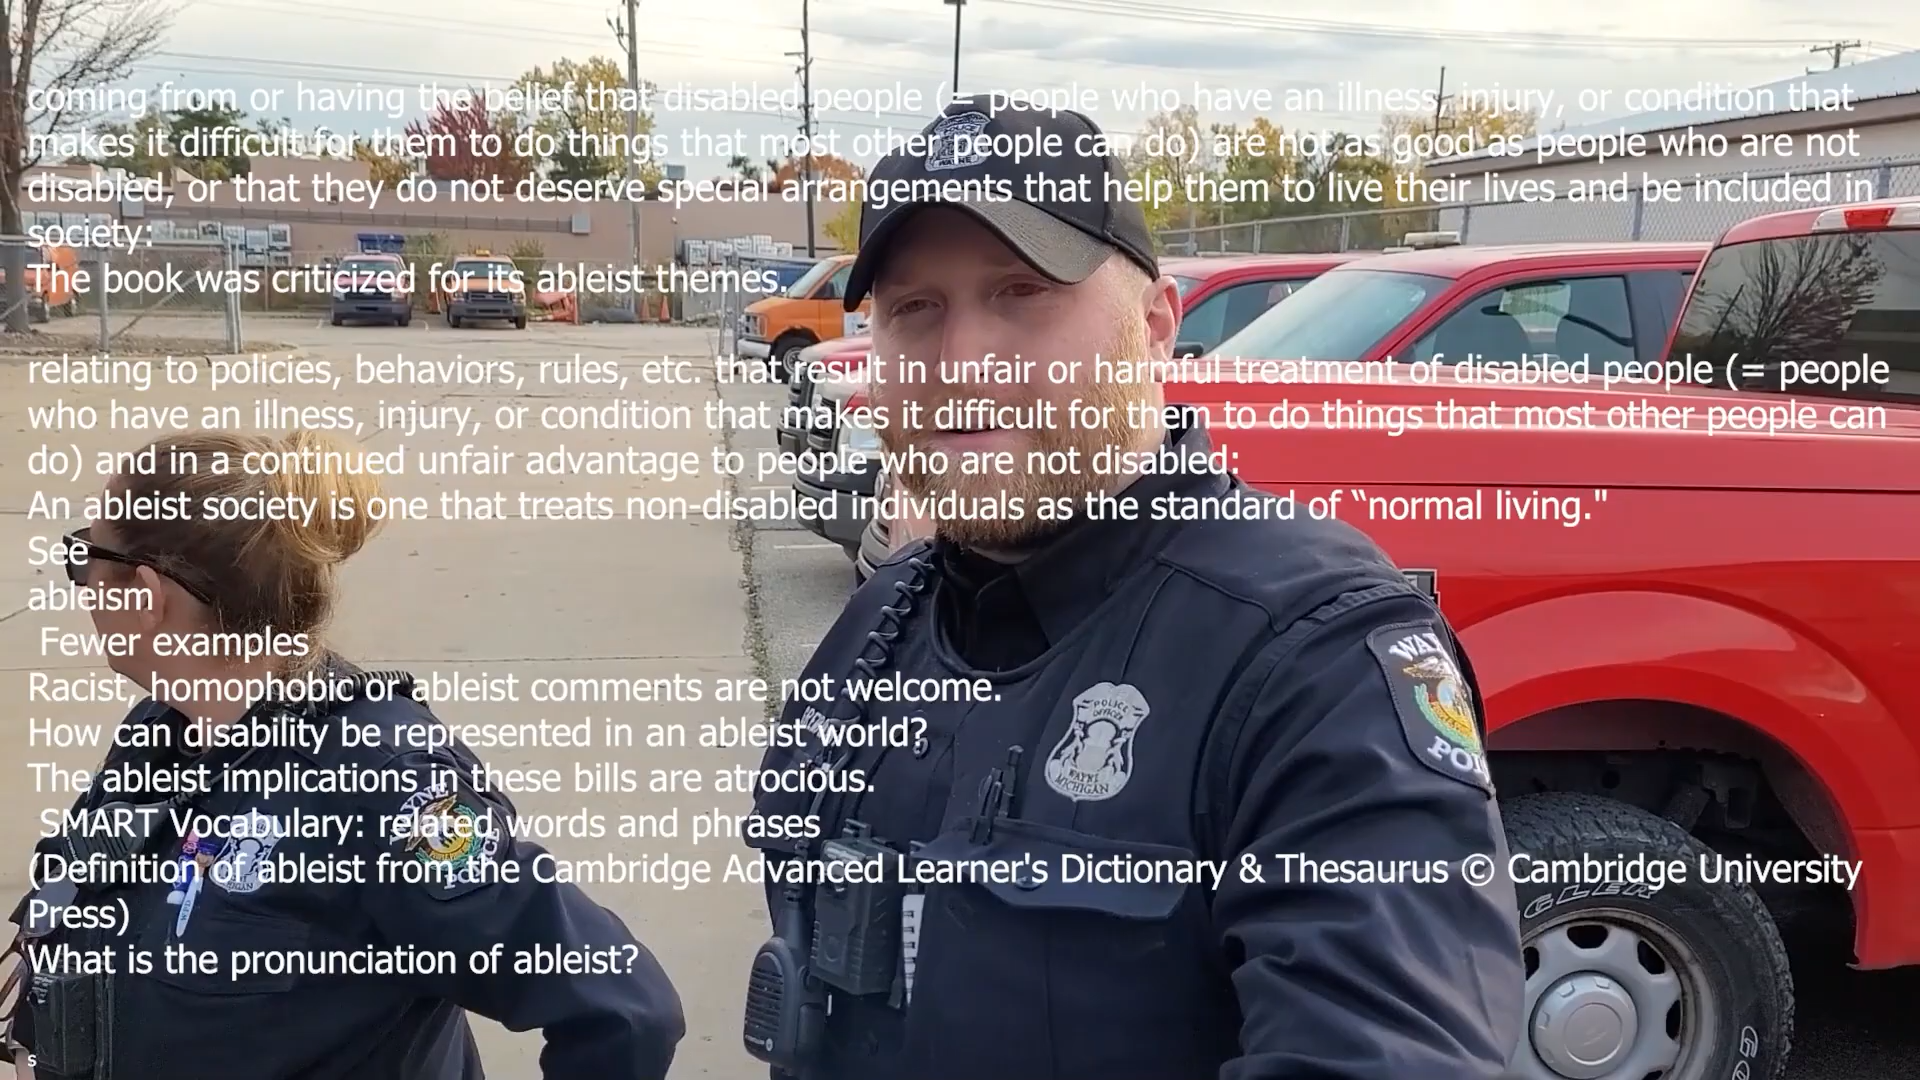 coming from or having the belief that disabled people (= people who have an illness, injury, or condition that
makes it difficult for them to do things that most other people can do) are not as good as people who are not
disabled, or that they do not deserve special arrangements that help them to live their lives and be included in
society:
The book was criticized for its ableist themes.
relating to policies, behaviors, rules, etc. that result in unfair or harmful treatment of disabled people (= people
who have an illness, injury, or condition that makes it difficult for them to do things that most other people can
do) and in a continued unfair advantage to people who are not disabled:
An ableist society is one that treats non-disabled individuals as the standard of “normal living."
See
ableism
Fewer examples
Racist, homophobic or ableist comments are not welcome.
How can disability be represented in an ableist world?
The ableist implications in these bills are atrocious.
SMART Vocabulary: related words and phrases
(Definition of ableist from the Cambridge Advanced Learner's Dictionary & Thesaurus © Cambridge University
Press)
What is the pronunciation of ableist?
s
POLICE
WAYNE
POLICE
OFFICER
WAYNE
MICHIGAN
WAY
POLI
WAYNE
WPD